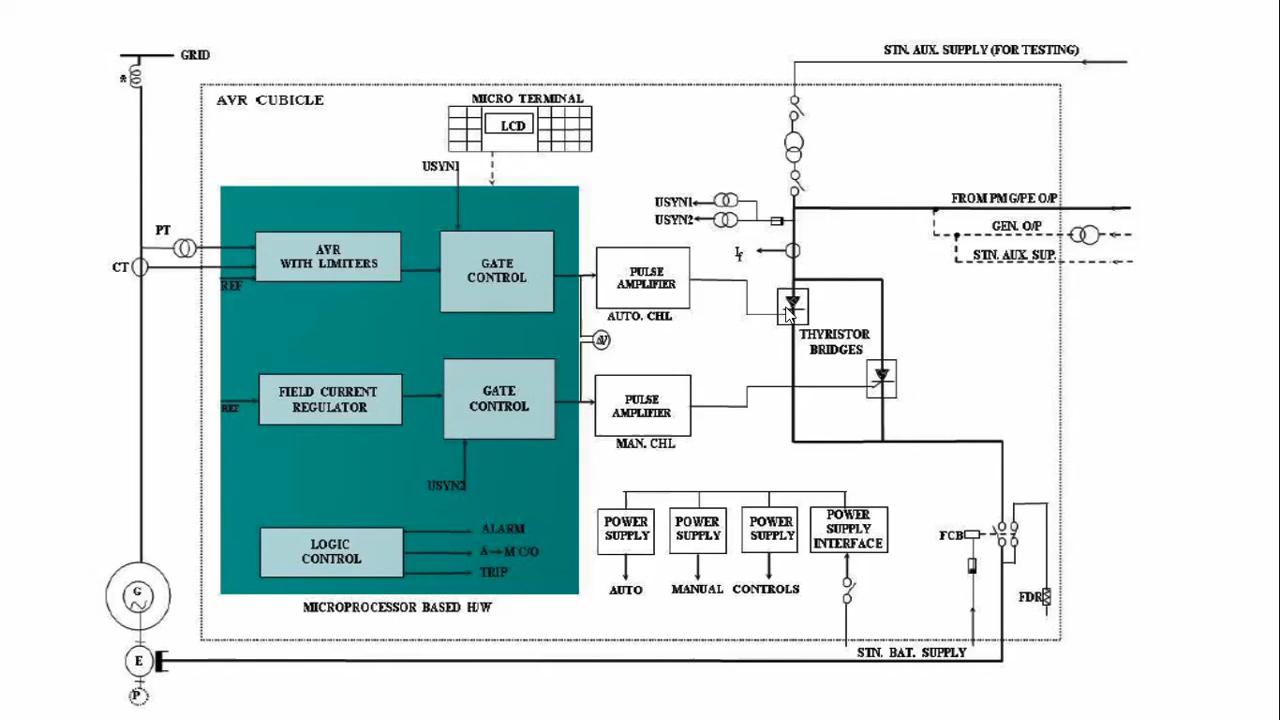 STN. AUX. SUPPLY (FOR TESTING)
GRID
AVR CUBICLE
MICRO TERMINAL
LCD
USYN1
USYN1
USYN2
FROM PMG/PE O/P
GEN. O/P
STN. AUX. SUP.
PT
CT
REF
AVR
WITH LIMITERS
GATE
CONTROL
PULSE
AMPLIFIER
AUTO. CHL
If
THYRISTOR
BRIDGES
ΔV
REF
FIELD CURRENT
REGULATOR
GATE
CONTROL
PULSE
AMPLIFIER
MAN. CHL
USYN2
LOGIC
CONTROL
ALARM
A→M C/O
TRIP
MICROPROCESSOR BASED H/W
POWER
SUPPLY
POWER
SUPPLY
POWER
SUPPLY
POWER
SUPPLY
INTERFACE
AUTO
MANUAL CONTROLS
FCB
FDR
STN. BAT. SUPPLY
G
E
P